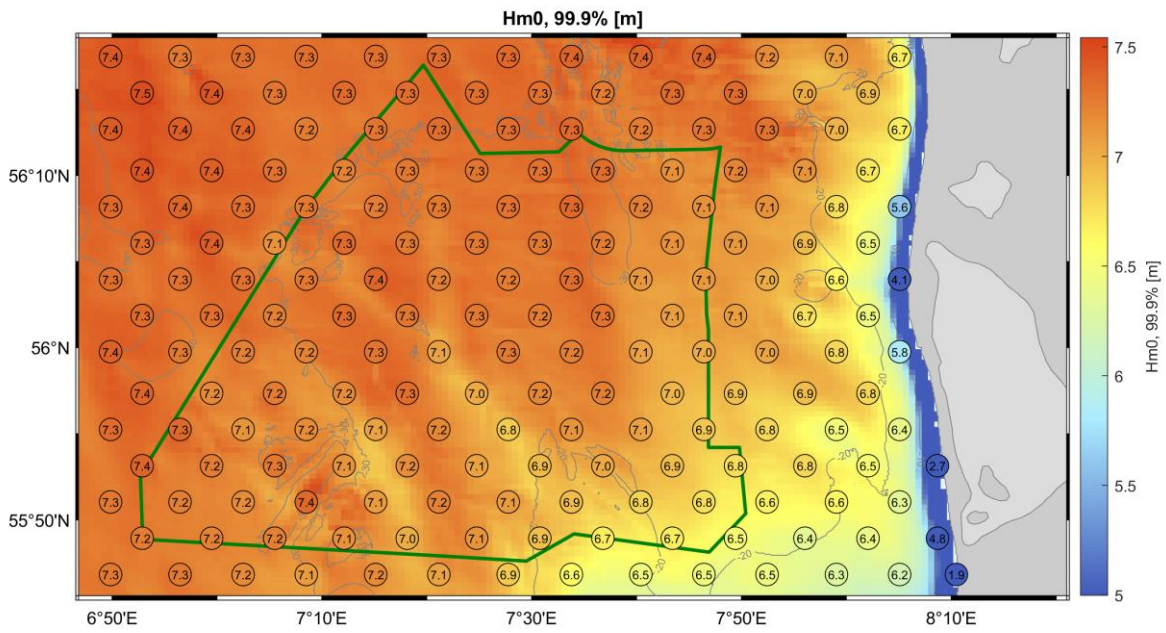 Hm0, 99.9% [m]
7.4 7.3 7.3 7.3 7.3 7.3 7.3 7.4 7.4 7.4 7.2 7.1 6.7
7.5 7.4 7.3 7.3 7.3 7.3 7.3 7.2 7.3 7.3 7.0 6.9
7.4 7.4 7.4 7.2 7.3 7.3 7.3 7.3 7.2 7.3 7.3 7.0 6.7
56°10'N
7.4 7.4 7.3 7.2 7.3 7.3 7.3 7.3 7.1 7.2 7.1 6.7
7.3 7.4 7.3 7.3 7.2 7.3 7.3 7.3 7.2 7.1 7.1 6.8 5.6
7.3 7.4 7.1 7.3 7.3 7.3 7.3 7.2 7.1 7.1 6.9 6.5
7.3 7.3 7.3 7.3 7.4 7.2 7.2 7.3 7.1 7.1 7.0 6.6 4.1
7.3 7.3 7.2 7.3 7.3 7.3 7.2 7.3 7.1 7.1 6.7 6.5
56°N
7.4 7.3 7.2 7.2 7.3 7.1 7.3 7.2 7.1 7.0 7.0 6.8 5.8
7.4 7.2 7.2 7.2 7.3 7.0 7.2 7.2 7.0 6.9 6.9 6.8
7.3 7.3 7.1 7.2 7.1 7.2 6.8 7.1 7.1 6.9 6.8 6.5 6.4
7.4 7.2 7.3 7.1 7.2 7.1 6.9 7.0 6.9 6.8 6.8 6.5 2.7
7.3 7.2 7.2 7.4 7.1 7.2 7.1 6.9 6.8 6.8 6.6 6.6 6.3
55°50'N
7.2 7.2 7.2 7.1 7.0 7.1 6.9 6.7 6.7 6.5 6.4 6.4 4.8
7.3 7.3 7.2 7.1 7.2 7.1 6.9 6.6 6.5 6.5 6.5 6.3 6.2 1.9
6°50'E 7°10'E 7°30'E 7°50'E 8°10'E
-20
-20
-20
-20
-20
-30
7.5
7
6.5
6
5.5
5
Hm0, 99.9% [m]